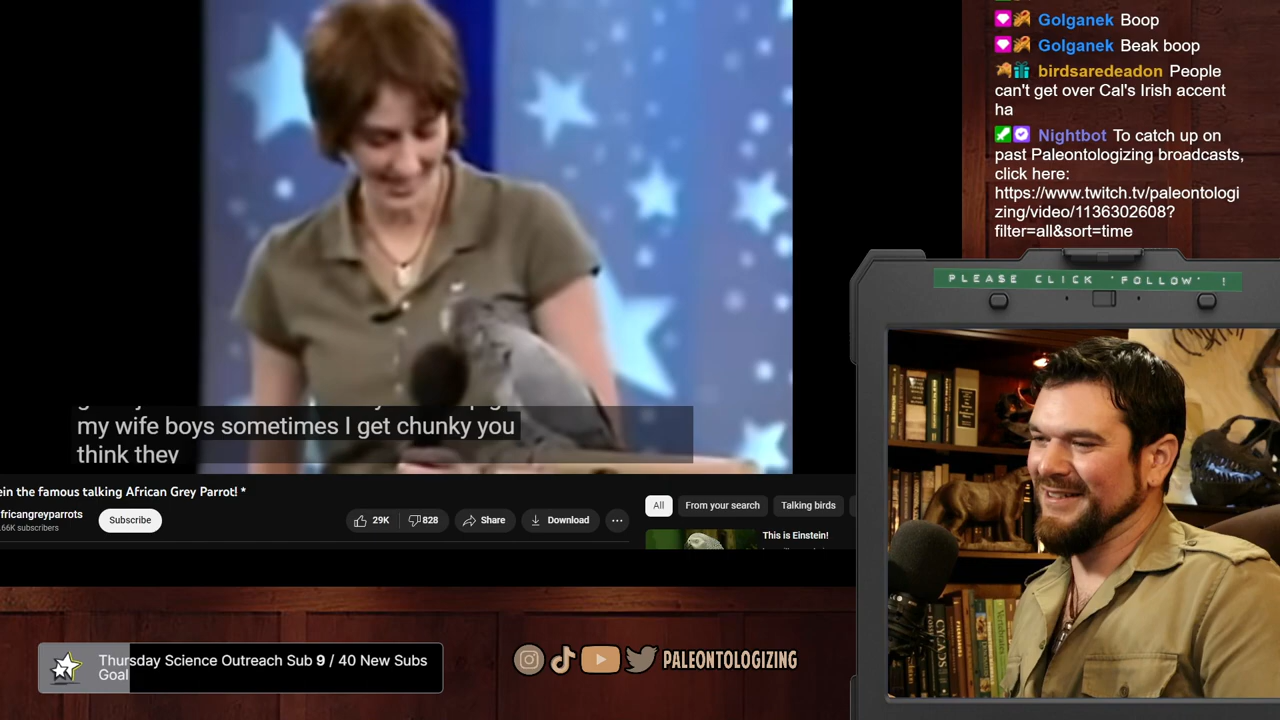 my wife boys sometimes I get chunky you
think they
ein the famous talking African Grey Parrot! *
fricangreyparrots
.66K subscribers
Subscribe
29K
828
Share
Download
All
From your search
Talking birds
This is Einstein!
Golganek Boop
Golganek Beak boop
birdsaredeadon People
can't get over Cal's Irish accent
ha
Nightbot To catch up on
past Paleontologizing broadcasts,
click here:
https://www.twitch.tv/paleontologi
zing/video/1136302608?
filter=all&sort=time
PLEASE CLICK 'FOLLOW' !
CYCADS
Thursday Science Outreach Sub 9 / 40 New Subs
Goal
PALEONTOLOGIZING